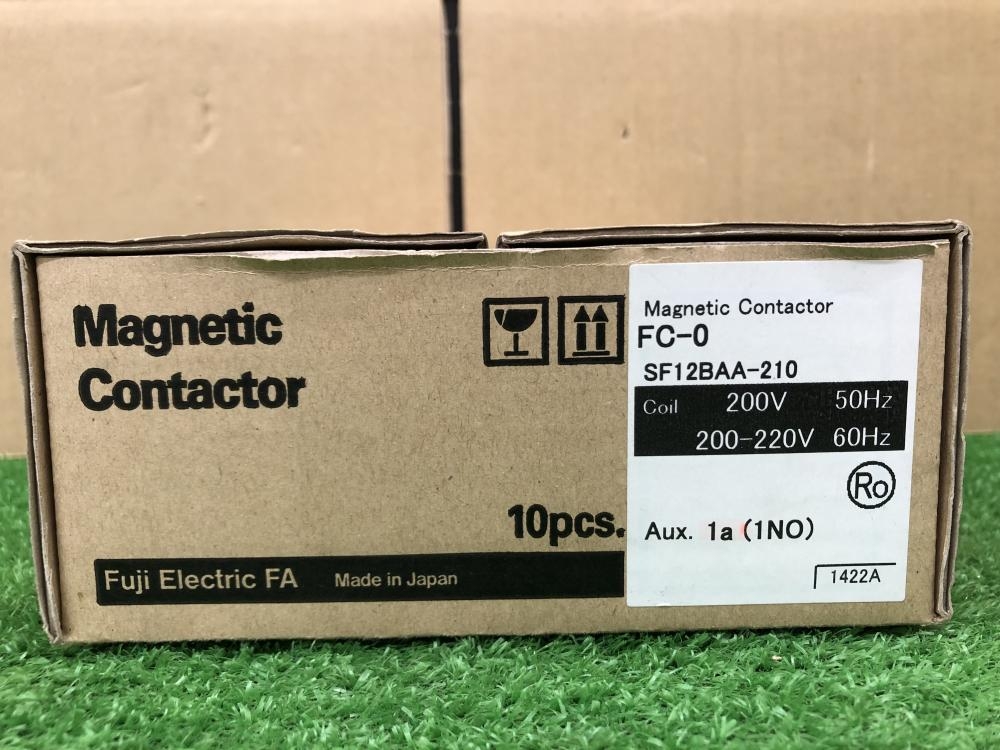 Magnetic
Contactor
10pcs.
Fuji Electric FA Made in Japan
Magnetic Contactor
FC-0
SF12BAA-210
Coil 200V 50Hz
200-220V 60Hz
Ro
Aux. 1a (1NO)
1422A